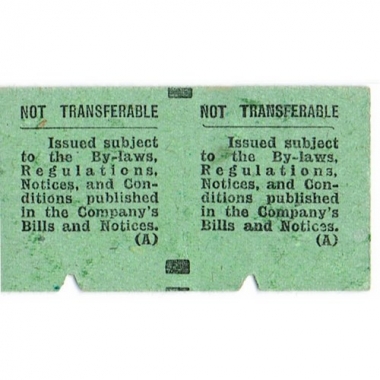 NOT TRANSFERABLE
Issued subject
to the By-laws,
Regulations,
Notices, and Con-
ditions published
in the Company's
Bills and Notices.
(A)
NOT TRANSFERABLE
Issued subject
to the By-laws,
Regulations,
Notices, and Con-
ditions published
in the Company's
Bills and Notices.
(A)